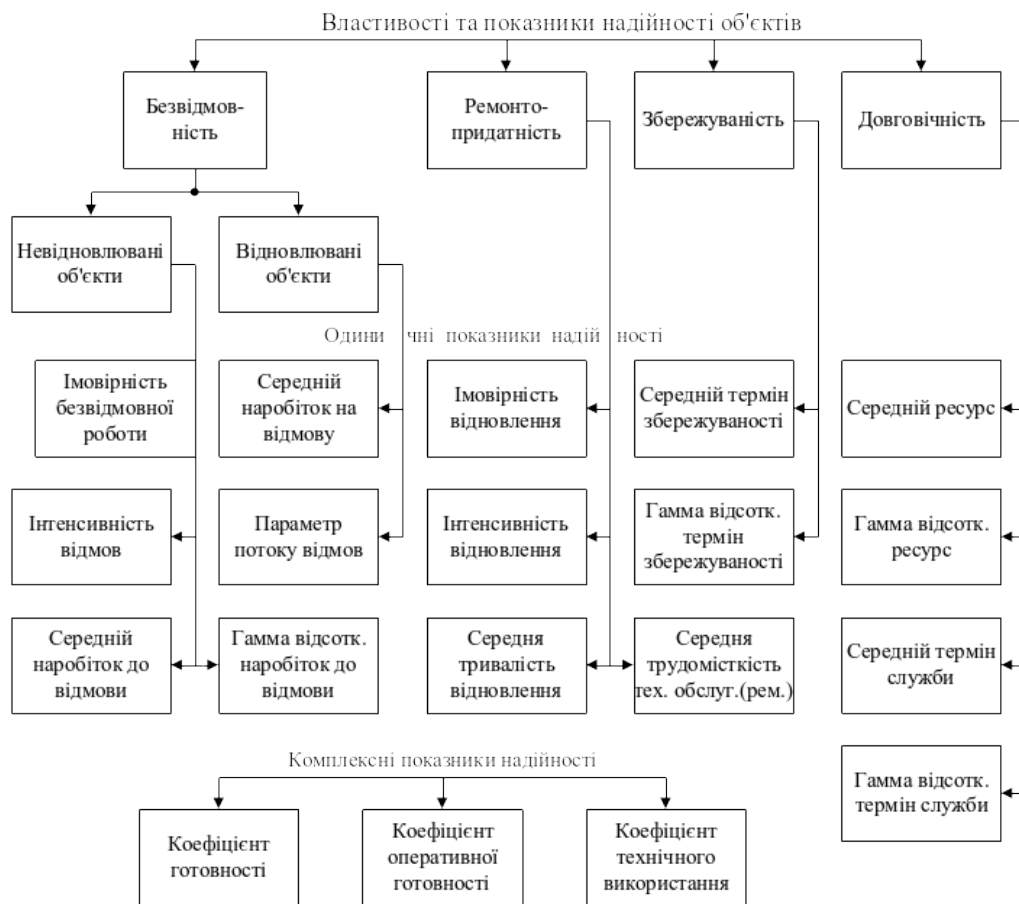 Властивості та показники надійності об'єктів
Безвідмов-
ність
Ремонто-
придатність
Збережуваність
Довговічність
Невідновлювані
об'єкти
Відновлювані
об'єкти
Одиничні показники надійності
Імовірність
безвідмовної
роботи
Середній
наробіток на
відмову
Імовірність
відновлення
Середній термін
збережуваності
Середній ресурс
Інтенсивність
відмов
Параметр
потоку відмов
Інтенсивність
відновлення
Гамма відсотк.
термін
збережуваності
Гамма відсотк.
ресурс
Середній
наробіток до
відмови
Гамма відсотк.
наробіток до
відмови
Середня
тривалість
відновлення
Середня
трудомісткість
тех. обслуг.(рем.)
Середній термін
служби
Гамма відсотк.
термін служби
Комплексні показники надійності
Коефіцієнт
готовності
Коефіцієнт
оперативної
готовності
Коефіцієнт
технічного
використання